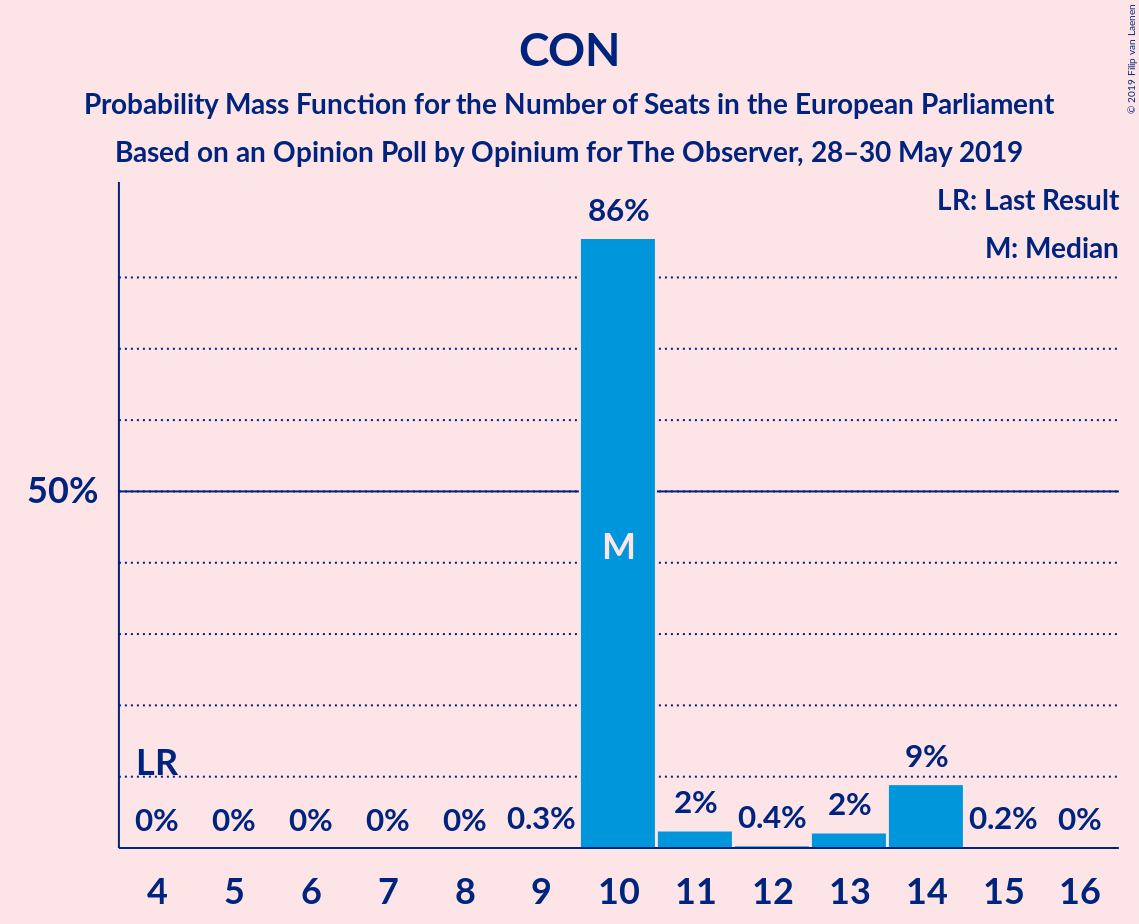 © 2019 Filip van Laenen
CON
Probability Mass Function for the Number of Seats in the European Parliament
Based on an Opinion Poll by Opinium for The Observer, 28–30 May 2019
LR: Last Result
M: Median
86%
50%
M
LR
0% 0% 0% 0% 0% 0.3% 2% 0.4% 2% 9% 0.2% 0%
4 5 6 7 8 9 10 11 12 13 14 15 16